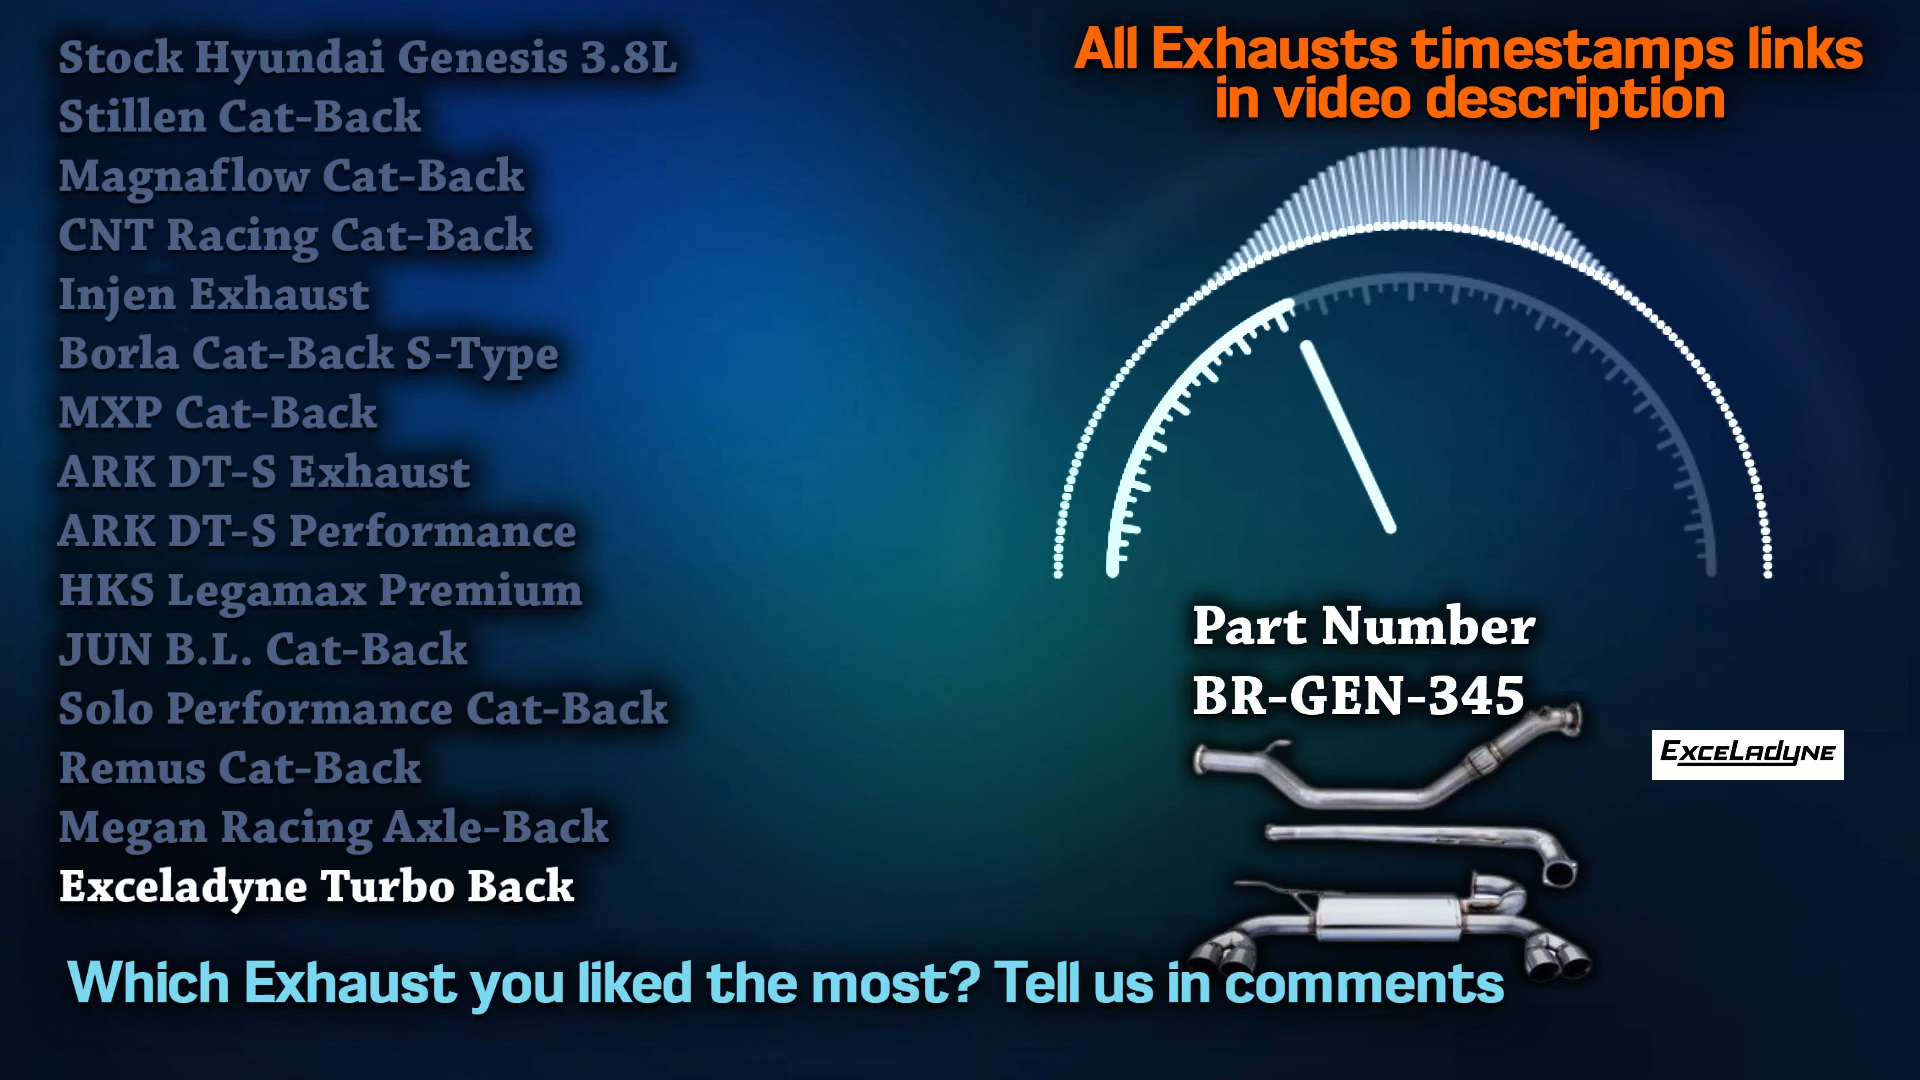 Stock Hyundai Genesis 3.8L
Stillen Cat-Back
Magnaflow Cat-Back
CNT Racing Cat-Back
Injen Exhaust
Borla Cat-Back S-Type
MXP Cat-Back
ARK DT-S Exhaust
ARK DT-S Performance
HKS Legamax Premium
JUN B.L. Cat-Back
Solo Performance Cat-Back
Remus Cat-Back
Megan Racing Axle-Back
Exceladyne Turbo Back
All Exhausts timestamps links
in video description
Part Number
BR-GEN-345
EXCELADYNE
Which Exhaust you liked the most? Tell us in comments